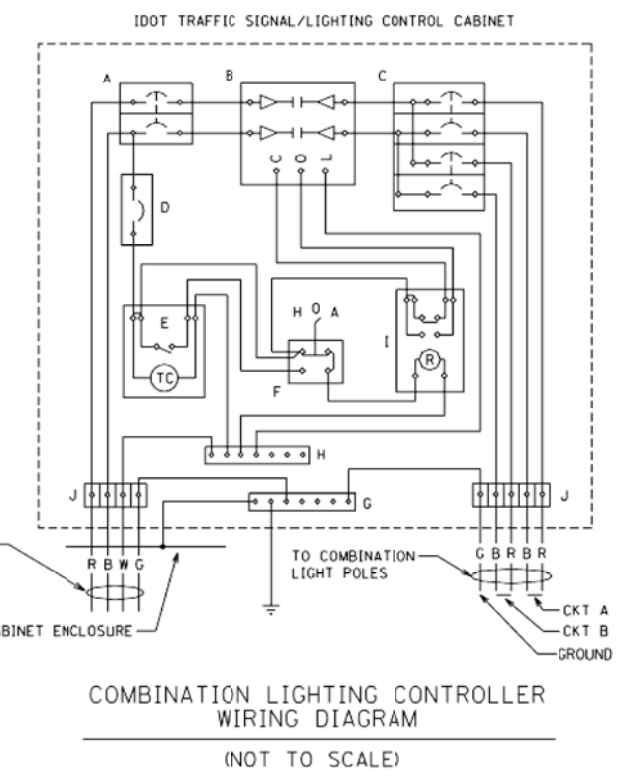 IDOT TRAFFIC SIGNAL/LIGHTING CONTROL CABINET
A
B
C
C O L
D
E
TC
H O A
F
I
R
H
J
G
J
R B W G
TO COMBINATION
LIGHT POLES
G B R B R
CKT A
CKT B
GROUND
BINET ENCLOSURE
COMBINATION LIGHTING CONTROLLER
WIRING DIAGRAM
(NOT TO SCALE)